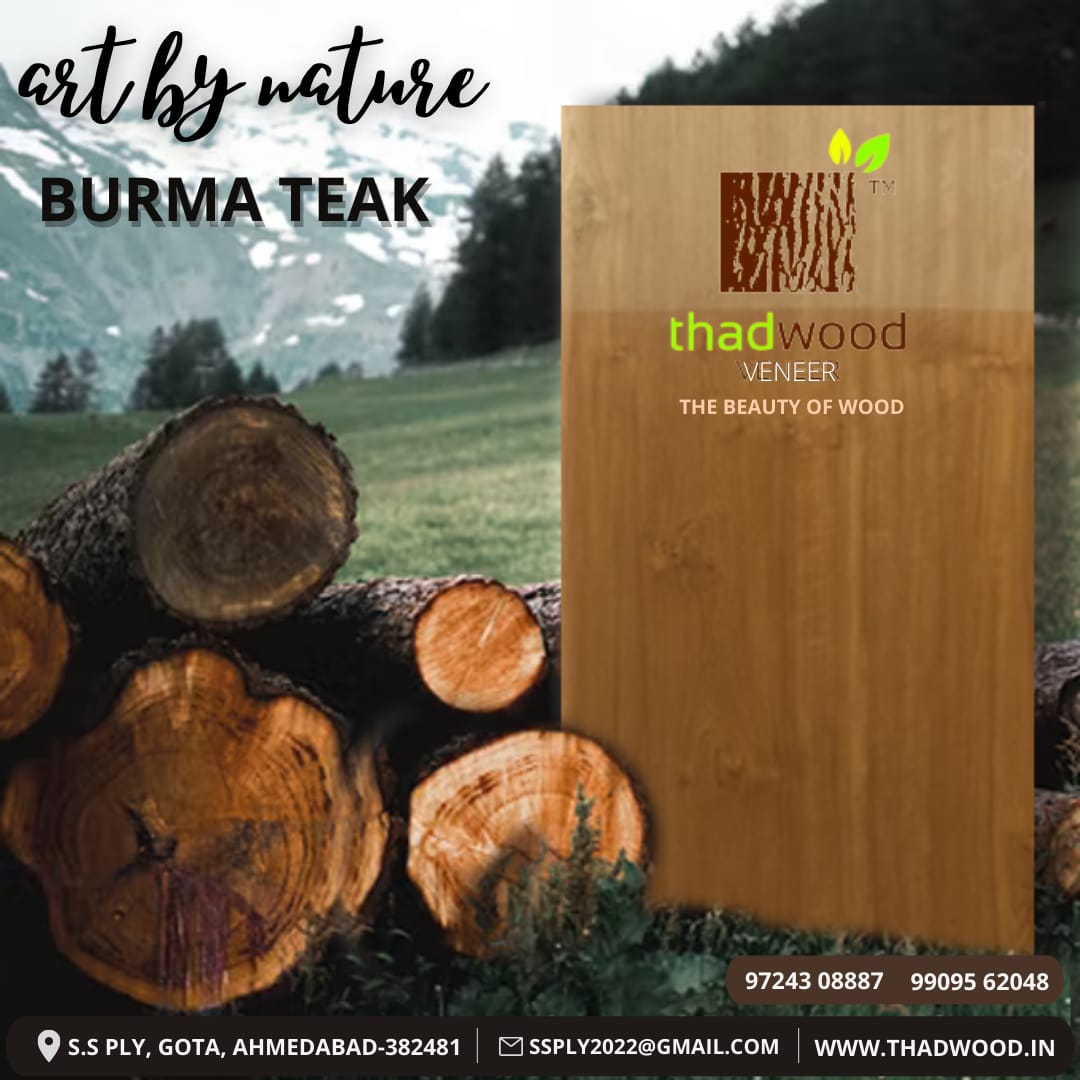 art by nature
BURMA TEAK
TM
thadwood
VENEER
THE BEAUTY OF WOOD
97243 08887 99095 62048
S.S PLY, GOTA, AHMEDABAD-382481
SSPLY2022@GMAIL.COM
WWW.THADWOOD.IN